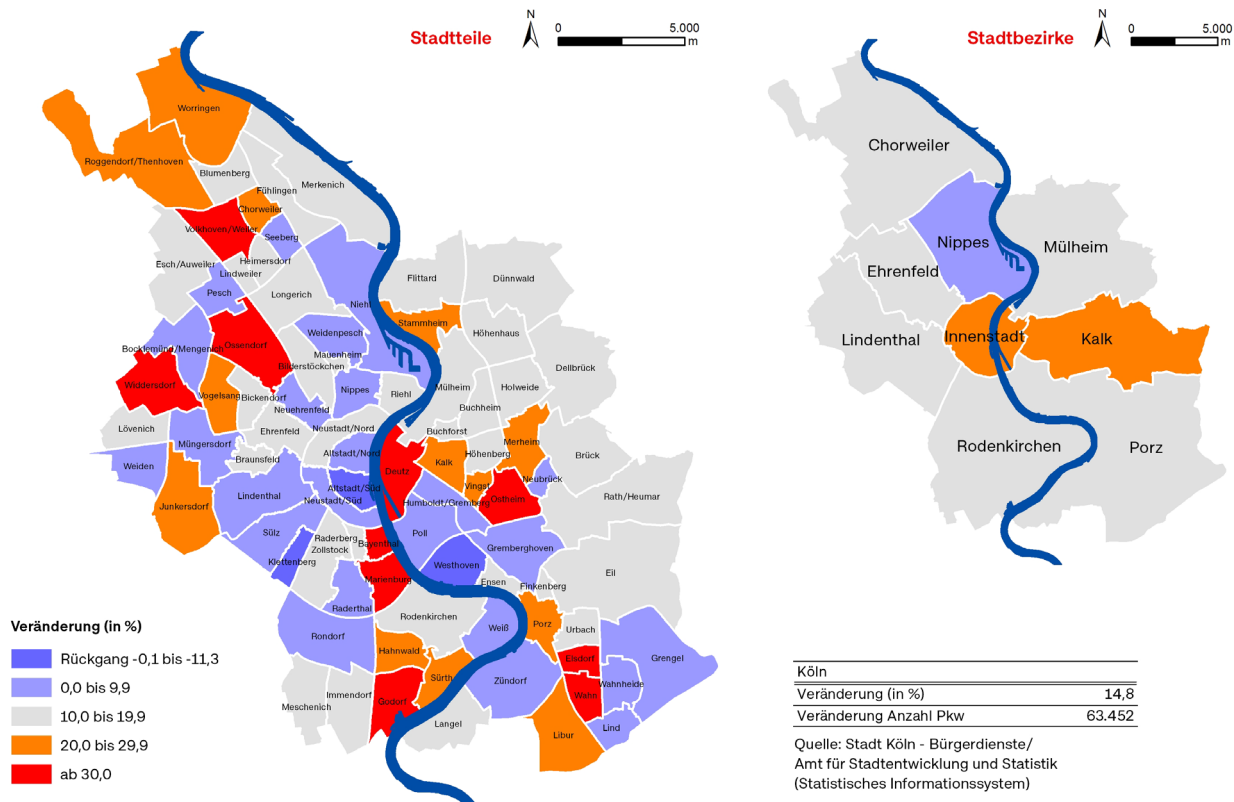 Stadtteile
N
0
5.000
m
Worringen
Roggendorf/Thenhoven
Blumenberg
Fühlingen
Merkenich
Chorweiler
Volkhoven/Weiler
Seeberg
Heimersdorf
Esch/Auweiler
Lindweiler
Pesch
Longerich
Niehl
Flittard
Dünnwald
Stammheim
Höhenhaus
Weidenpesch
Bocklemünd/Mengenich
Ossendorf
Mauenheim
Bilderstöckchen
Dellbrück
Widdersdorf
Vogelsang
Bickendorf
Nippes
Riehl
Mülheim
Holweide
Buchheim
Neuehrenfeld
Lövenich
Ehrenfeld
Neustadt/Nord
Buchforst
Müngersdorf
Altstadt/Nord
Höhenberg
Merheim
Brück
Braunsfeld
Weiden
Deutz
Kalk
Vingst
Neubrück
Altstadt/Süd
Lindenthal
Neustadt/Süd
Humboldt/Gremberg
Ostheim
Rath/Heumar
Junkersdorf
Sülz
Raderberg
Zollstock
Bayenthal
Poll
Gremberghoven
Klettenberg
Marienburg
Westhoven
Ensen
Finkenberg
Eil
Raderthal
Rodenkirchen
Weiß
Porz
Urbach
Rondorf
Hahnwald
Elsdorf
Grengel
Sürth
Zündorf
Wahnheide
Immendorf
Godorf
Wahn
Meschenich
Langel
Libur
Lind
Veränderung (in %)
Rückgang -0,1 bis -11,3
0,0 bis 9,9
10,0 bis 19,9
20,0 bis 29,9
ab 30,0
Stadtbezirke
N
0
5.000
m
Chorweiler
Nippes
Mülheim
Ehrenfeld
Lindenthal
Innenstadt
Kalk
Rodenkirchen
Porz
Köln
Veränderung (in %) 14,8
Veränderung Anzahl Pkw 63.452
Quelle: Stadt Köln - Bürgerdienste/
Amt für Stadtentwicklung und Statistik
(Statistisches Informationssystem)